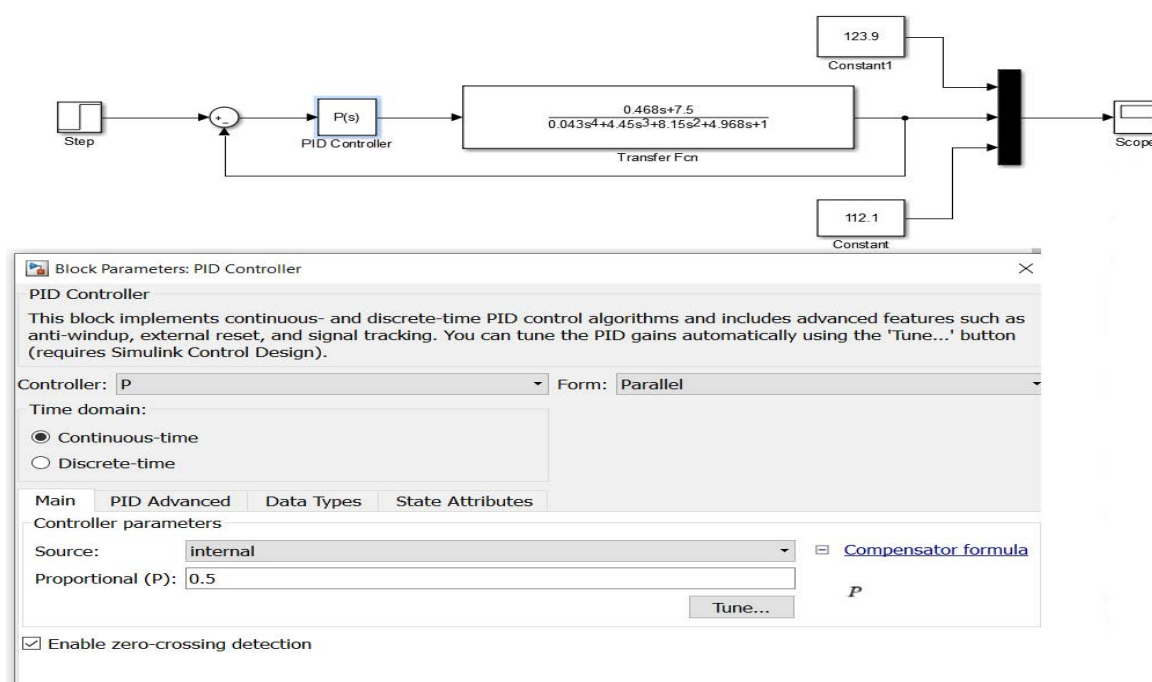 123.9
Constant1
Step
+
-
P(s)
PID Controller
0.468s+7.5
0.043s4+4.45s3+8.15s2+4.968s+1
Transfer Fcn
Scope
112.1
Constant
Block Parameters: PID Controller
PID Controller
This block implements continuous- and discrete-time PID control algorithms and includes advanced features such as
anti-windup, external reset, and signal tracking. You can tune the PID gains automatically using the 'Tune...' button
(requires Simulink Control Design).
Controller: P Form: Parallel
Time domain:
Continuous-time
Discrete-time
Main PID Advanced Data Types State Attributes
Controller parameters
Source: internal Compensator formula
Proportional (P): 0.5
P
Tune...
Enable zero-crossing detection